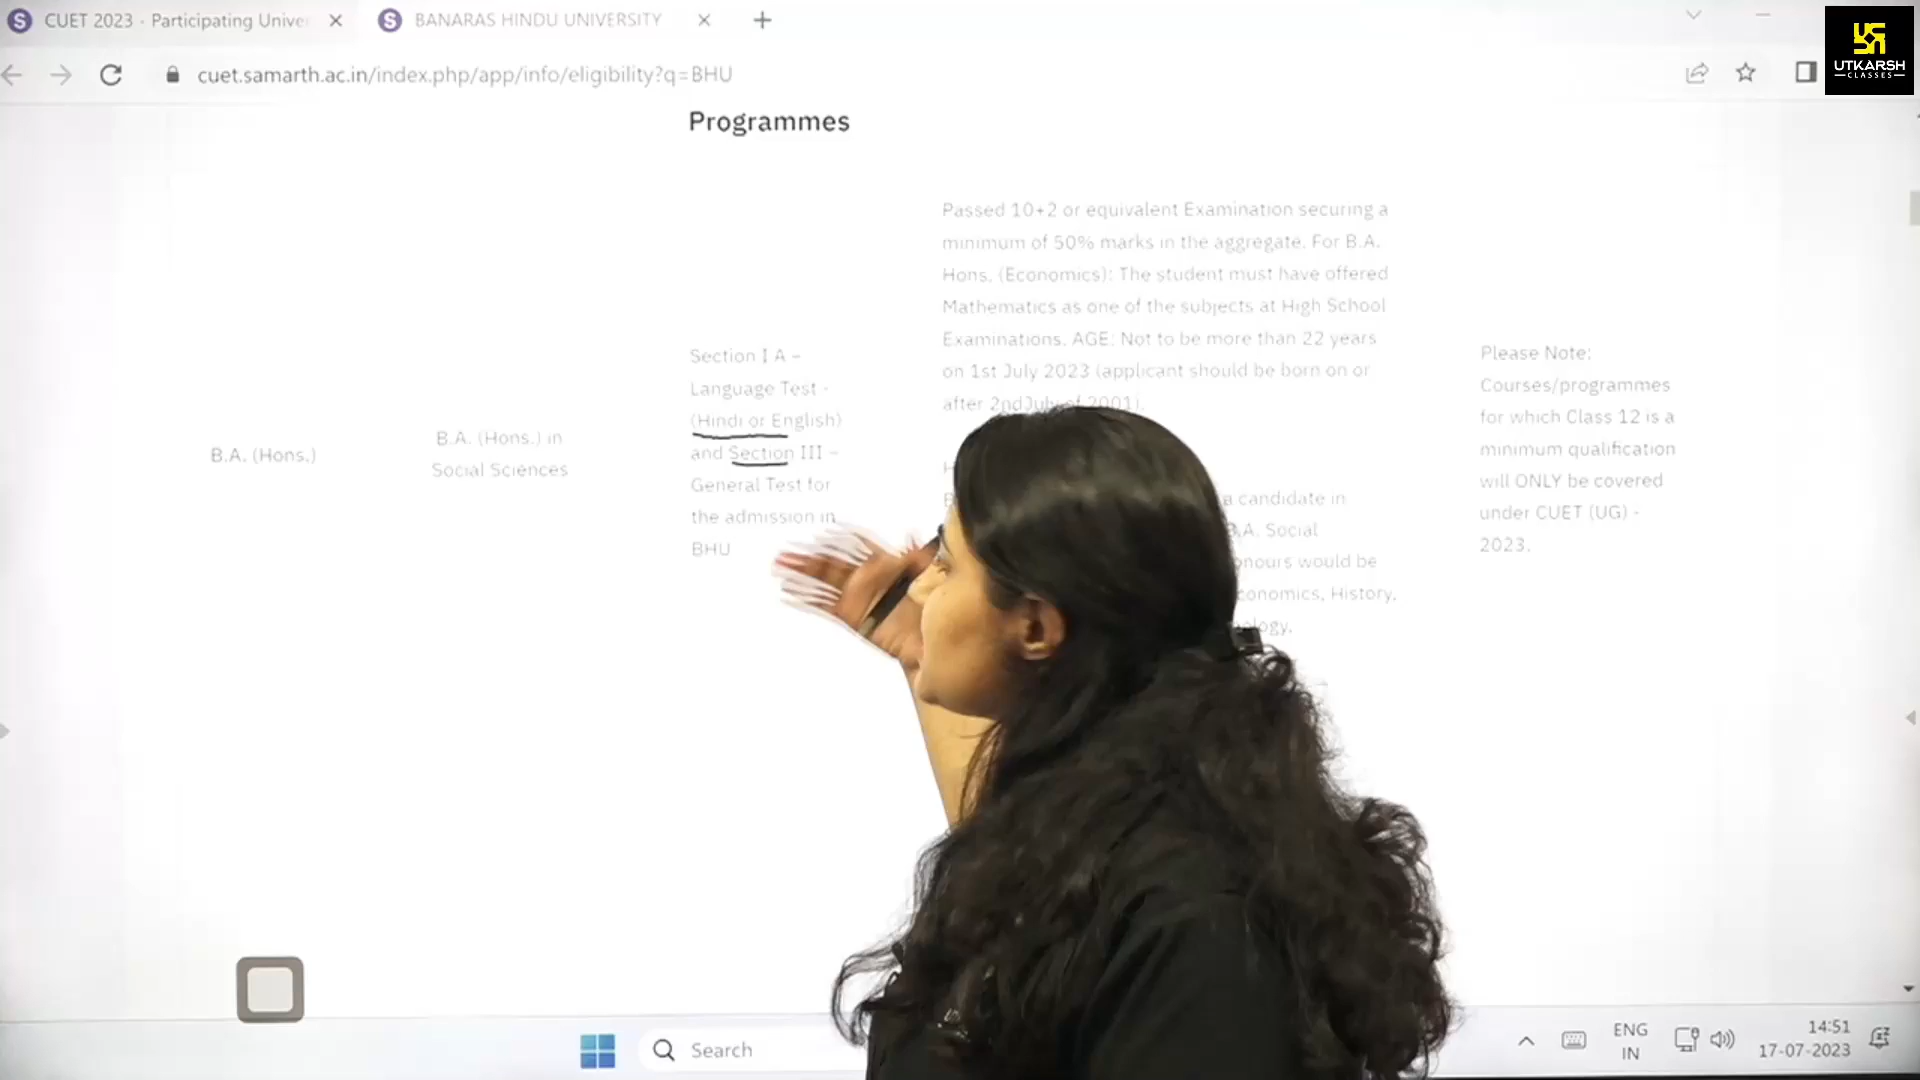 CUET 2023 - Participating Unive
BANARAS HINDU UNIVERSITY
cuet.samarth.ac.in/index.php/app/info/eligibility?q=BHU
UTKARSH
CLASSES
Programmes
B.A. (Hons.)
B.A. (Hons.) in
Social Sciences
Section I A –
Language Test -
(Hindi or English)
and Section III –
General Test for
the admission in
BHU
Passed 10+2 or equivalent Examination securing a
minimum of 50% marks in the aggregate. For B.A.
Hons. (Economics): The student must have offered
Mathematics as one of the subjects at High School
Examinations. AGE: Not to be more than 22 years
on 1st July 2023 (applicant should be born on or
after 2ndJuly of 2001).
a candidate in
B.A. Social
would be
History,
Please Note:
Courses/programmes
for which Class 12 is a
minimum qualification
will ONLY be covered
under CUET (UG) -
2023.
Search
ENG
IN
14:51
17-07-2023